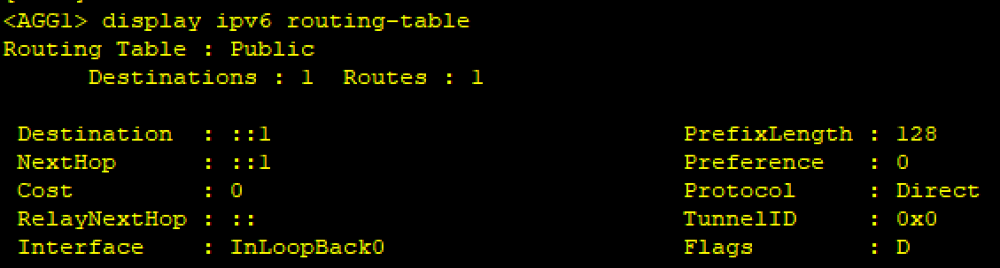 <AGG1> display ipv6 routing-table
Routing Table : Public
Destinations : 1 Routes : 1
Destination : ::1 PrefixLength : 128
NextHop : ::1 Preference : 0
Cost : 0 Protocol : Direct
RelayNextHop : :: TunnelID : 0x0
Interface : InLoopBack0 Flags : D